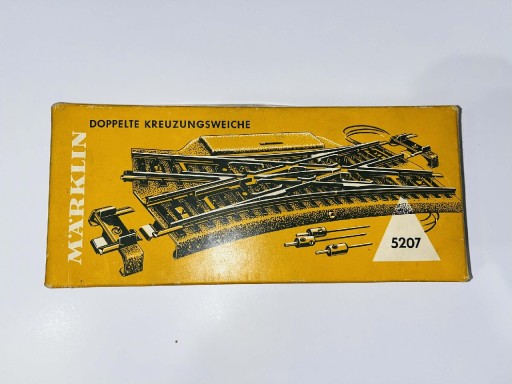 DOPPELTE KREUZUNGSWEICHE
MÄRKLIN
5207